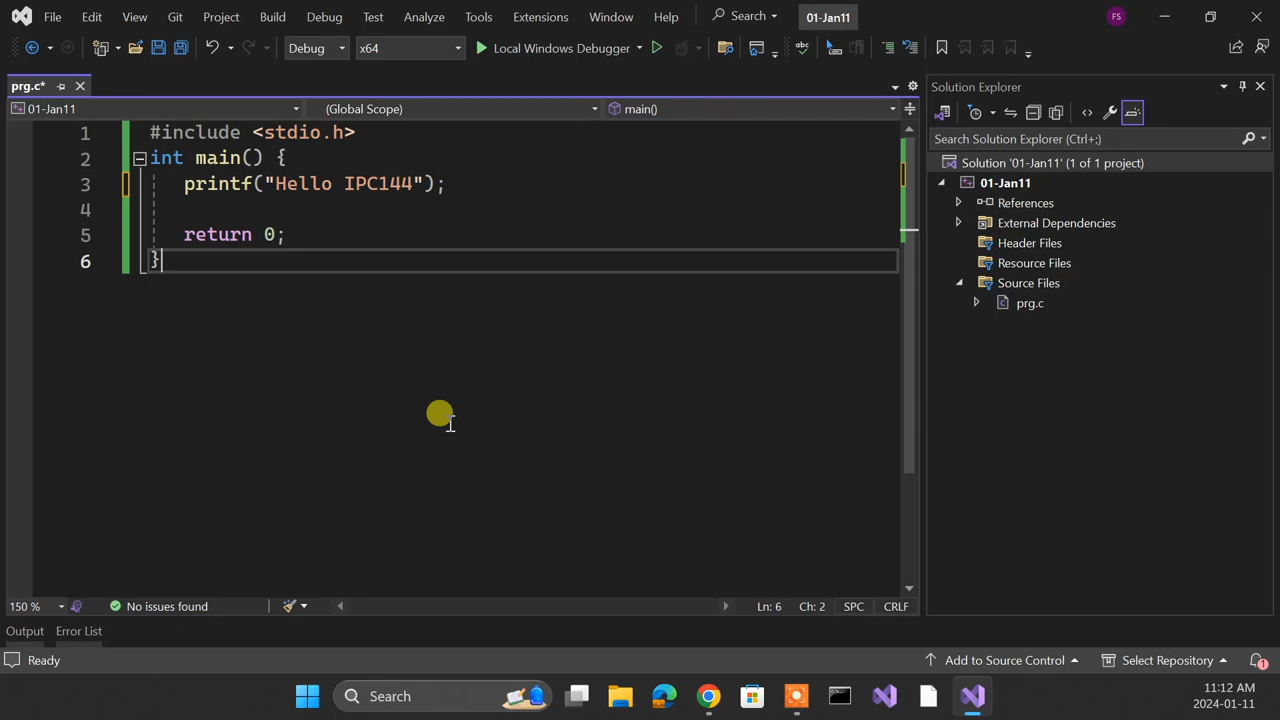 File Edit View Git Project Build Debug Test Analyze Tools Extensions Window Help Search 01-Jan11 FS
Debug x64 Local Windows Debugger
prg.c*
01-Jan11 (Global Scope) main()
1 #include <stdio.h>
2 int main() {
3 printf("Hello IPC144");
4
5 return 0;
6 }
150 % No issues found Ln: 6 Ch: 2 SPC CRLF
Output Error List
Solution Explorer
Search Solution Explorer (Ctrl+;)
Solution '01-Jan11' (1 of 1 project)
01-Jan11
References
External Dependencies
Header Files
Resource Files
Source Files
prg.c
Ready Add to Source Control Select Repository 1
Search
11:12 AM
2024-01-11